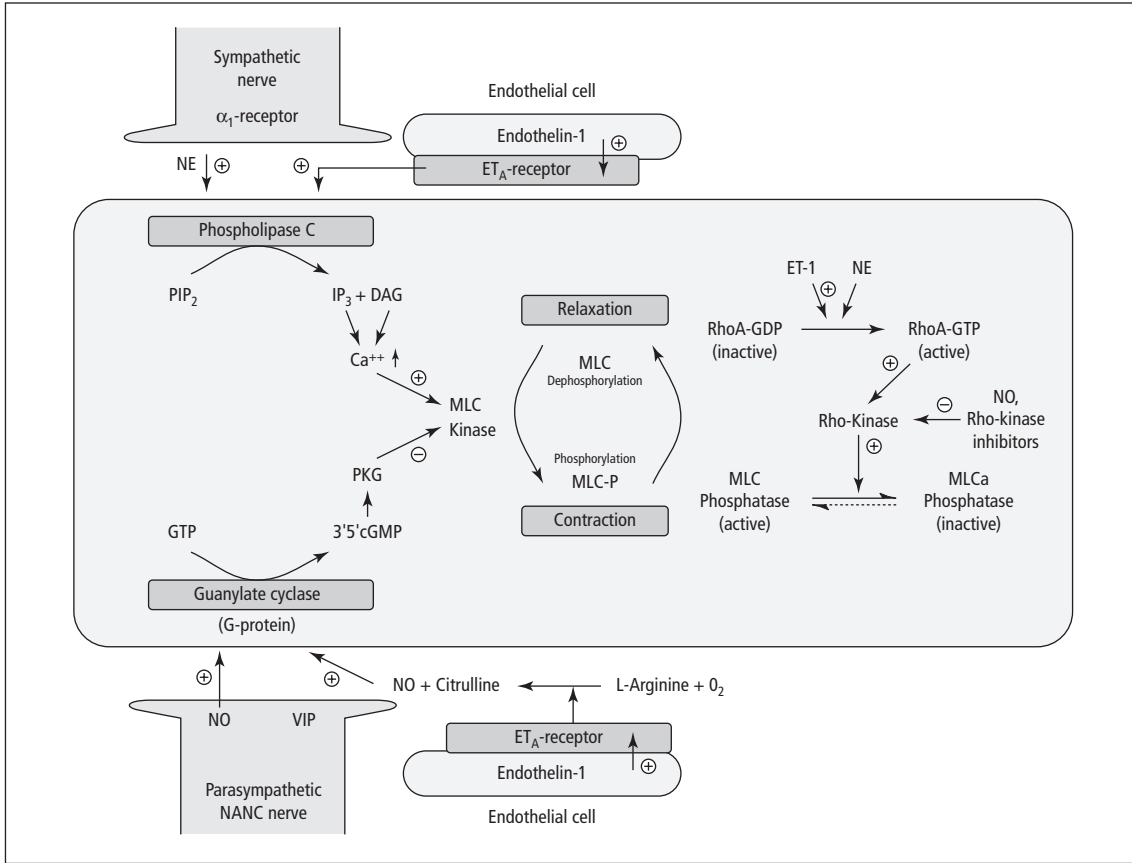 Sympathetic
nerve
α₁-receptor
Endothelial cell
Endothelin-1
⊕
ET_A-receptor
NE
⊕
⊕
Phospholipase C
PIP₂
IP₃ + DAG
Ca⁺⁺
⊕
MLC
Kinase
⊖
PKG
3'5'cGMP
GTP
Guanylate cyclase
(G-protein)
Relaxation
MLC
Dephosphorylation
Phosphorylation
MLC-P
Contraction
ET-1
NE
⊕
RhoA-GDP
(inactive)
RhoA-GTP
(active)
⊕
Rho-Kinase
⊖
NO,
Rho-kinase
inhibitors
⊕
MLC
Phosphatase
(active)
MLCa
Phosphatase
(inactive)
⊕
⊕
NO + Citrulline
L-Arginine + 0₂
NO
VIP
Parasympathetic
NANC nerve
ET_A-receptor
Endothelin-1
⊕
Endothelial cell